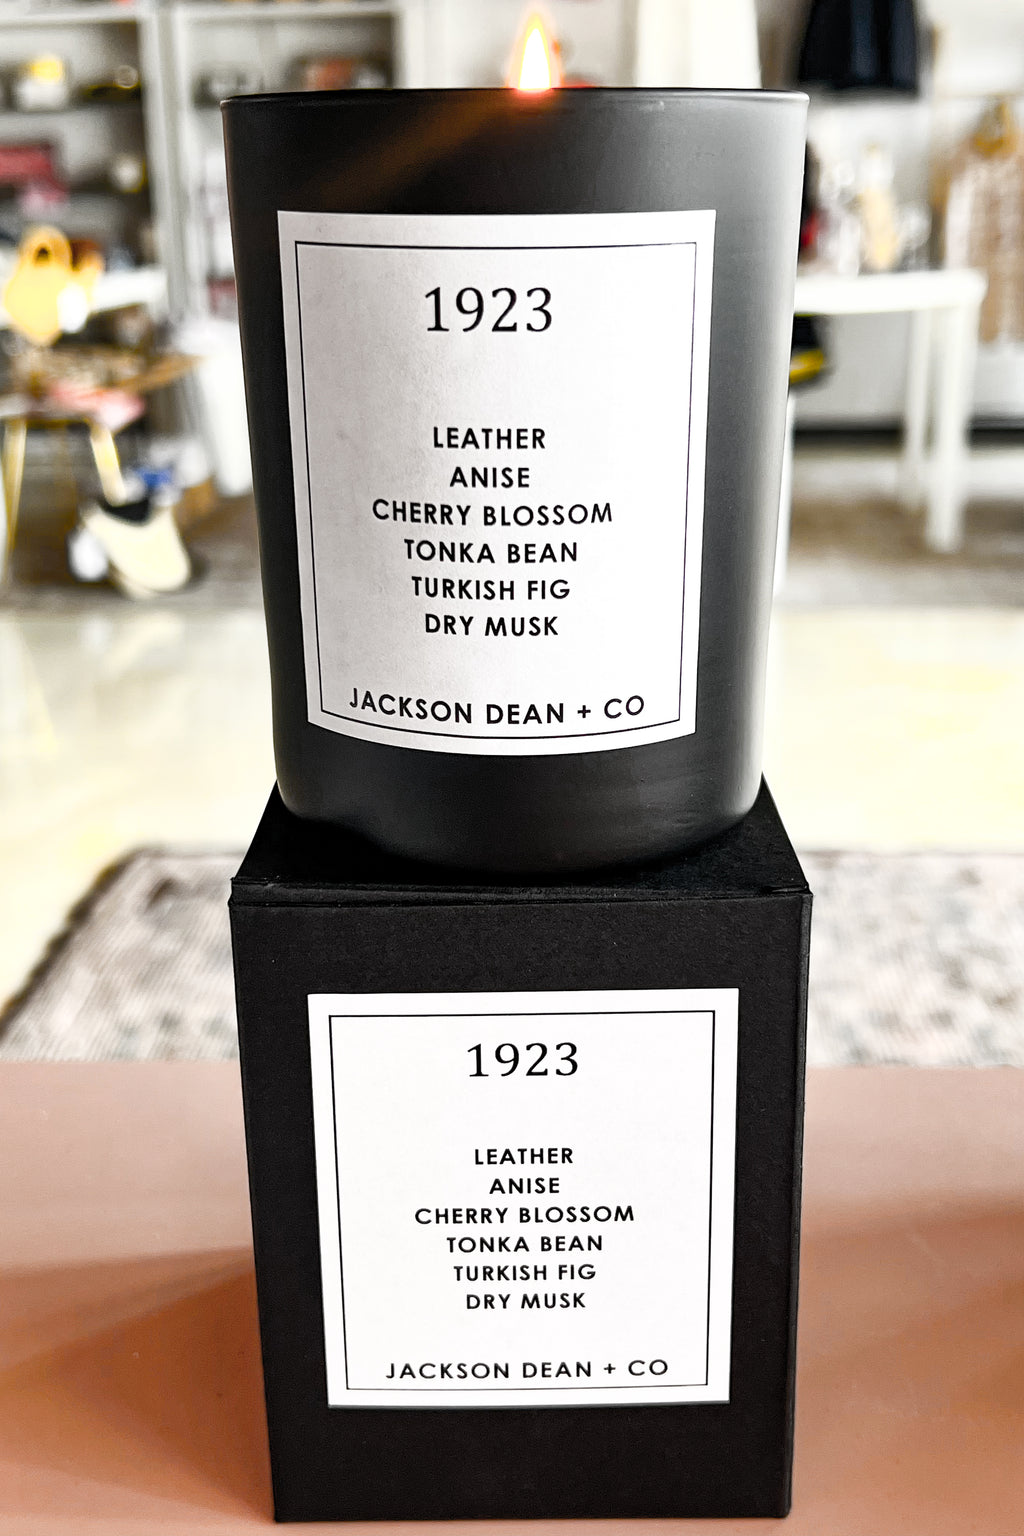 1923
LEATHER
ANISE
CHERRY BLOSSOM
TONKA BEAN
TURKISH FIG
DRY MUSK
JACKSON DEAN + CO
1923
LEATHER
ANISE
CHERRY BLOSSOM
TONKA BEAN
TURKISH FIG
DRY MUSK
JACKSON DEAN + CO